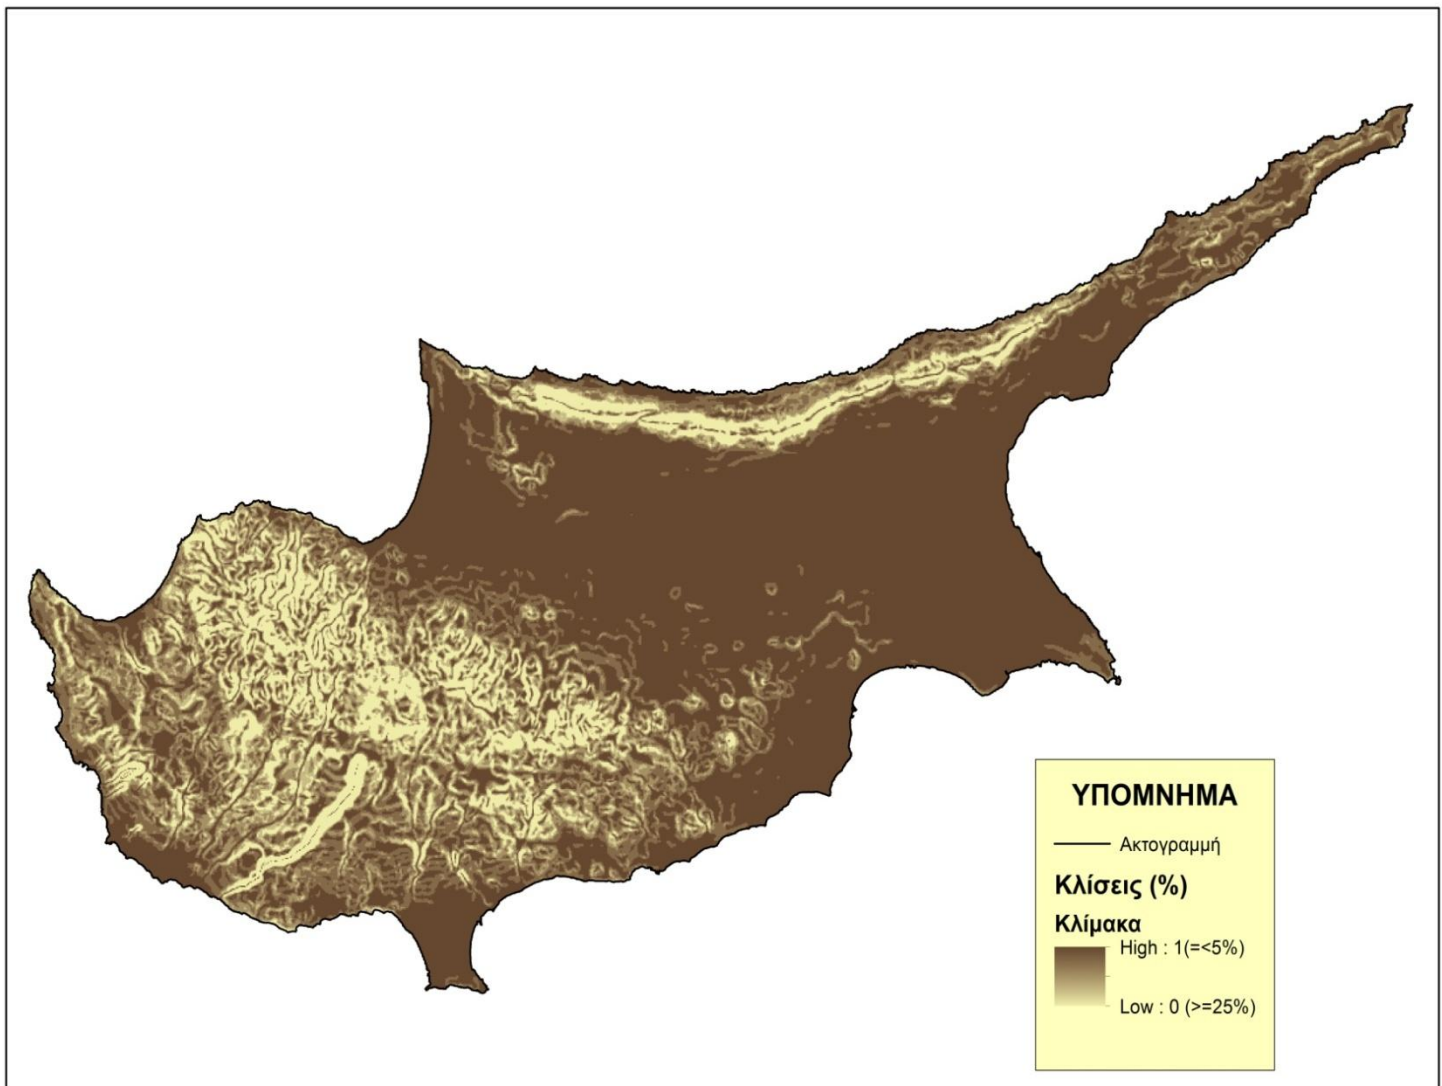 ΥΠΟΜΝΗΜΑ
Ακτογραμμή
Κλίσεις (%)
Κλίμακα
High : 1(=<5%)
Low : 0 (>=25%)